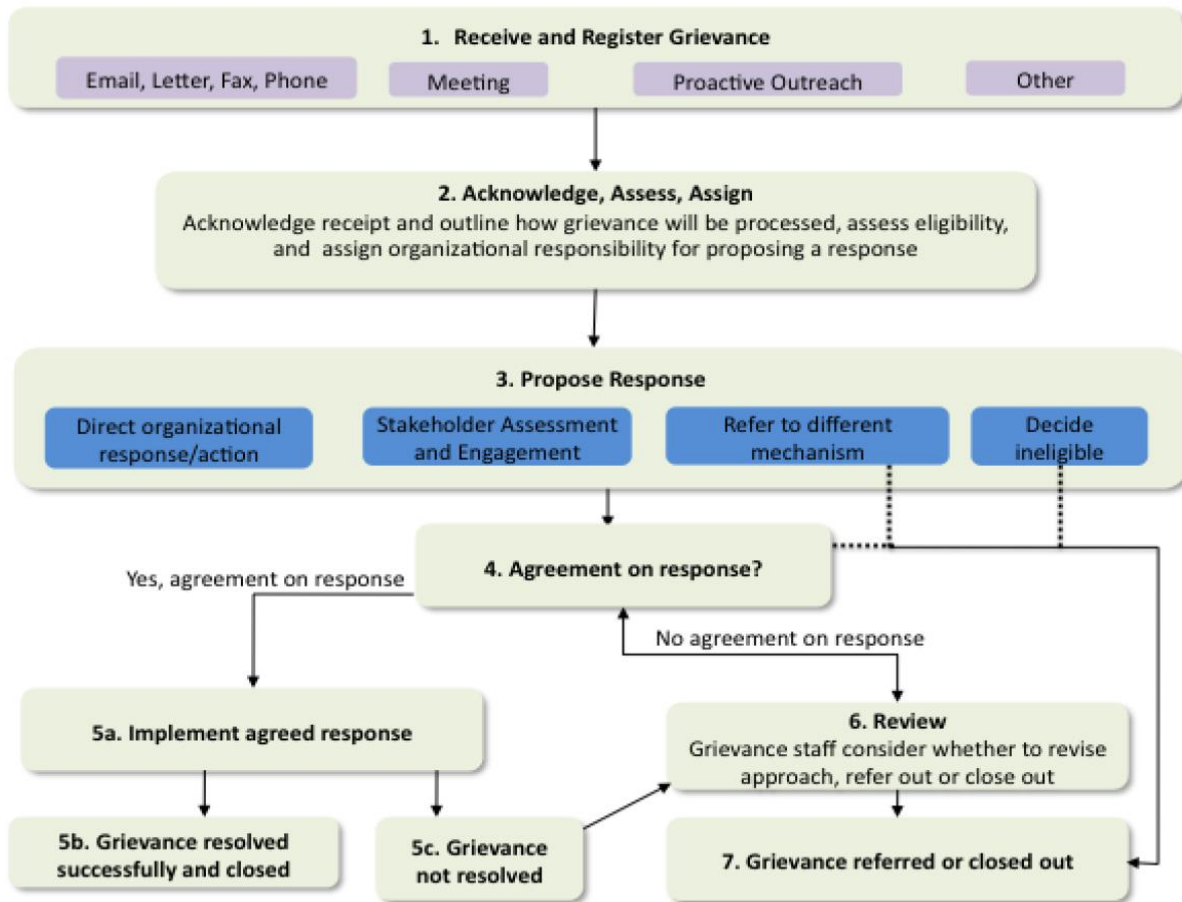 1. Receive and Register Grievance
Email, Letter, Fax, Phone
Meeting
Proactive Outreach
Other
2. Acknowledge, Assess, Assign
Acknowledge receipt and outline how grievance will be processed, assess eligibility,
and assign organizational responsibility for proposing a response
3. Propose Response
Direct organizational
response/action
Stakeholder Assessment
and Engagement
Refer to different
mechanism
Decide
ineligible
4. Agreement on response?
Yes, agreement on response
No agreement on response
5a. Implement agreed response
6. Review
Grievance staff consider whether to revise
approach, refer out or close out
5b. Grievance resolved
successfully and closed
5c. Grievance
not resolved
7. Grievance referred or closed out